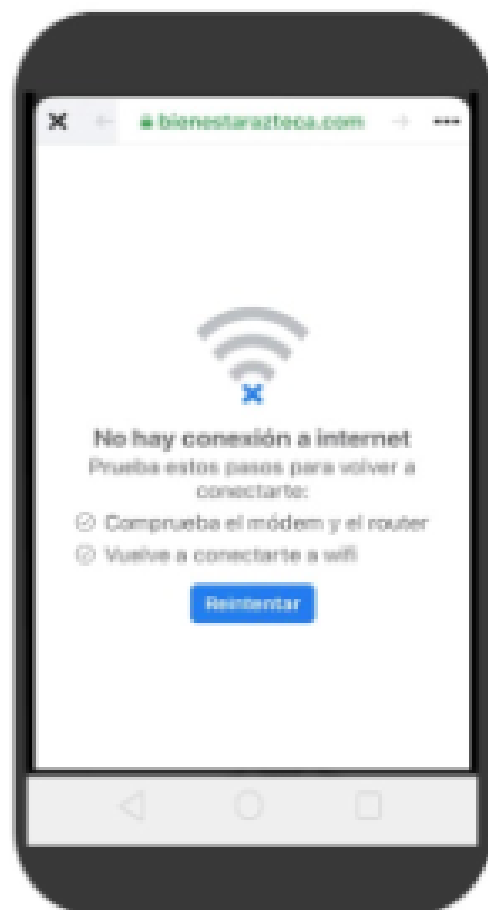 bienestarazteca.com
No hay conexión a internet
Prueba estos pasos para volver a
conectarte:
Comprueba el módem y el router
Vuelve a conectarte a wifi
Reintentar